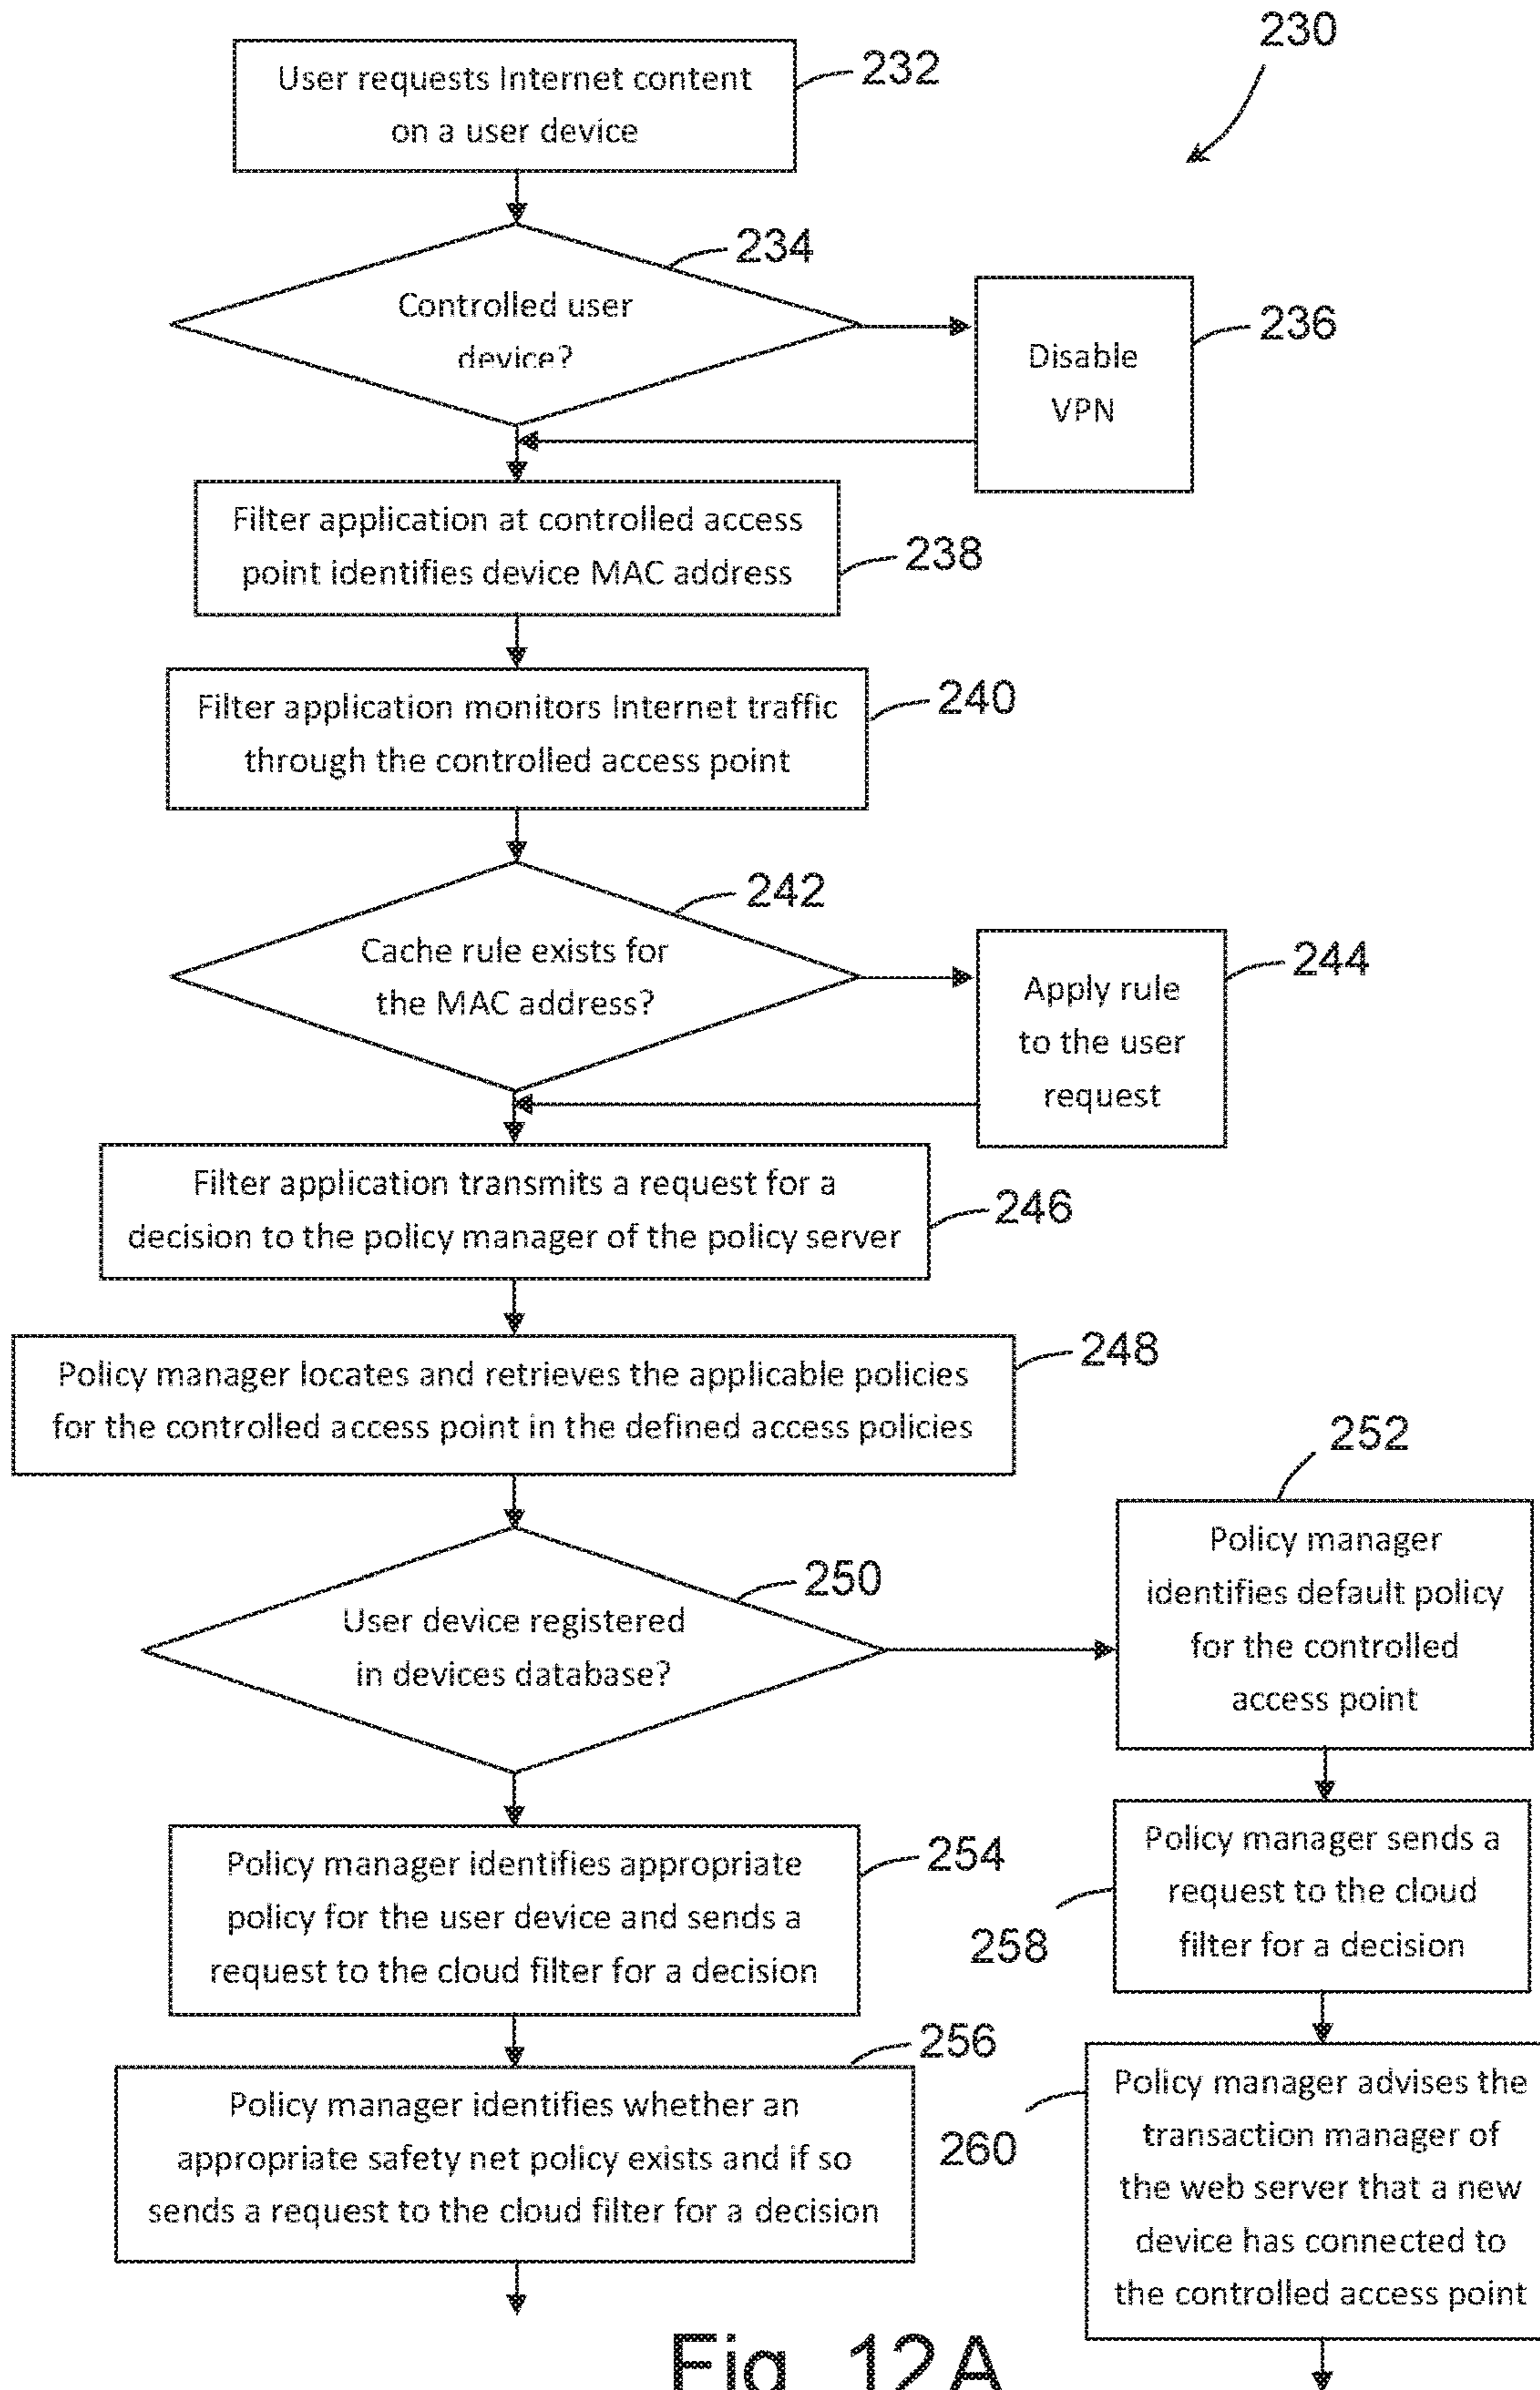 230
User requests Internet content
on a user device
232
234
Controlled user
device?
Disable
VPN
236
Filter application at controlled access
point identifies device MAC address
238
Filter application monitors Internet traffic
through the controlled access point
240
242
Cache rule exists for
the MAC address?
Apply rule
to the user
request
244
Filter application transmits a request for a
decision to the policy manager of the policy server
246
Policy manager locates and retrieves the applicable policies
for the controlled access point in the defined access policies
248
250
User device registered
in devices database?
252
Policy manager
identifies default policy
for the controlled
access point
Policy manager identifies appropriate
policy for the user device and sends a
request to the cloud filter for a decision
254
Policy manager sends a
request to the cloud
filter for a decision
258
256
Policy manager identifies whether an
appropriate safety net policy exists and if so
sends a request to the cloud filter for a decision
260
Policy manager advises the
transaction manager of
the web server that a new
device has connected to
the controlled access point
Fig 12A